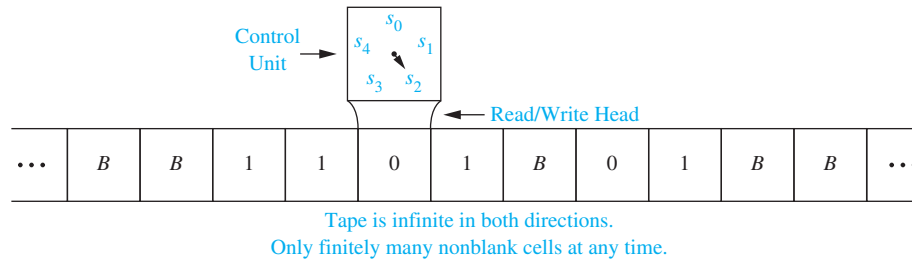 s0
Control
Unit
s4 s1
s3 s2
Read/Write Head
... B B 1 1 0 1 B 0 1 B B ...
Tape is infinite in both directions.
Only finitely many nonblank cells at any time.